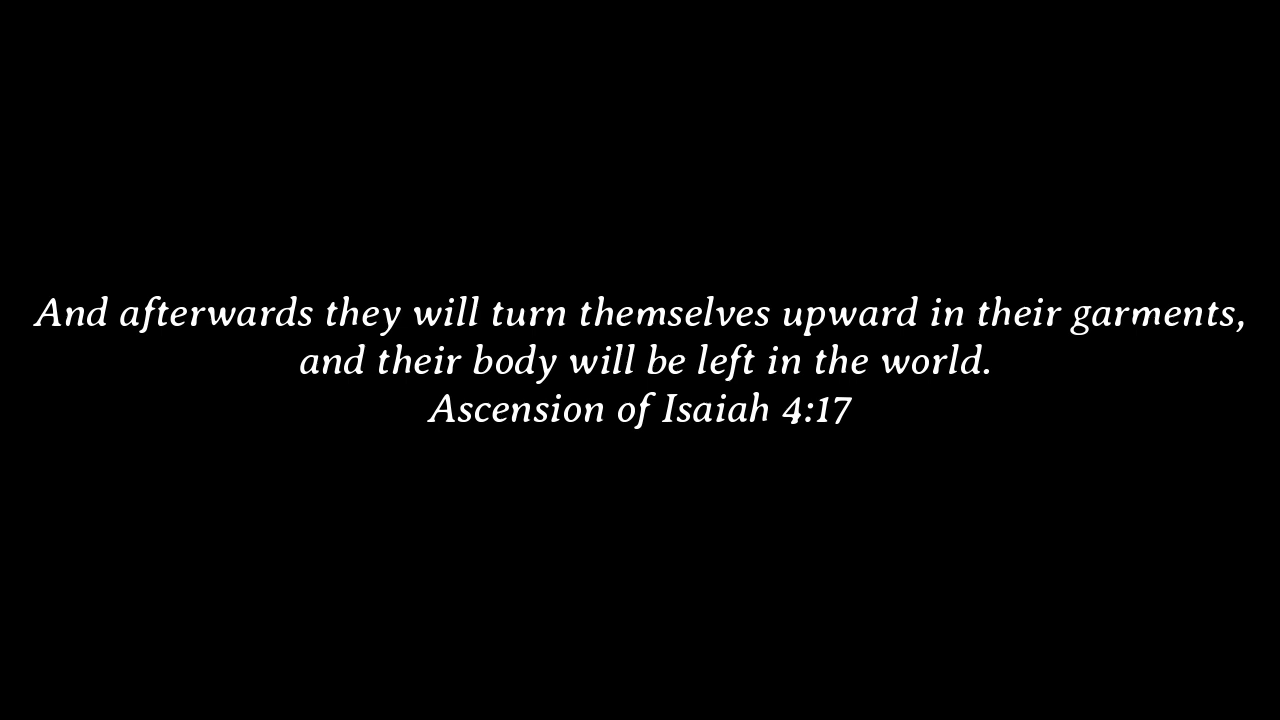 And afterwards they will turn themselves upward in their garments,
and their body will be left in the world.
Ascension of Isaiah 4:17